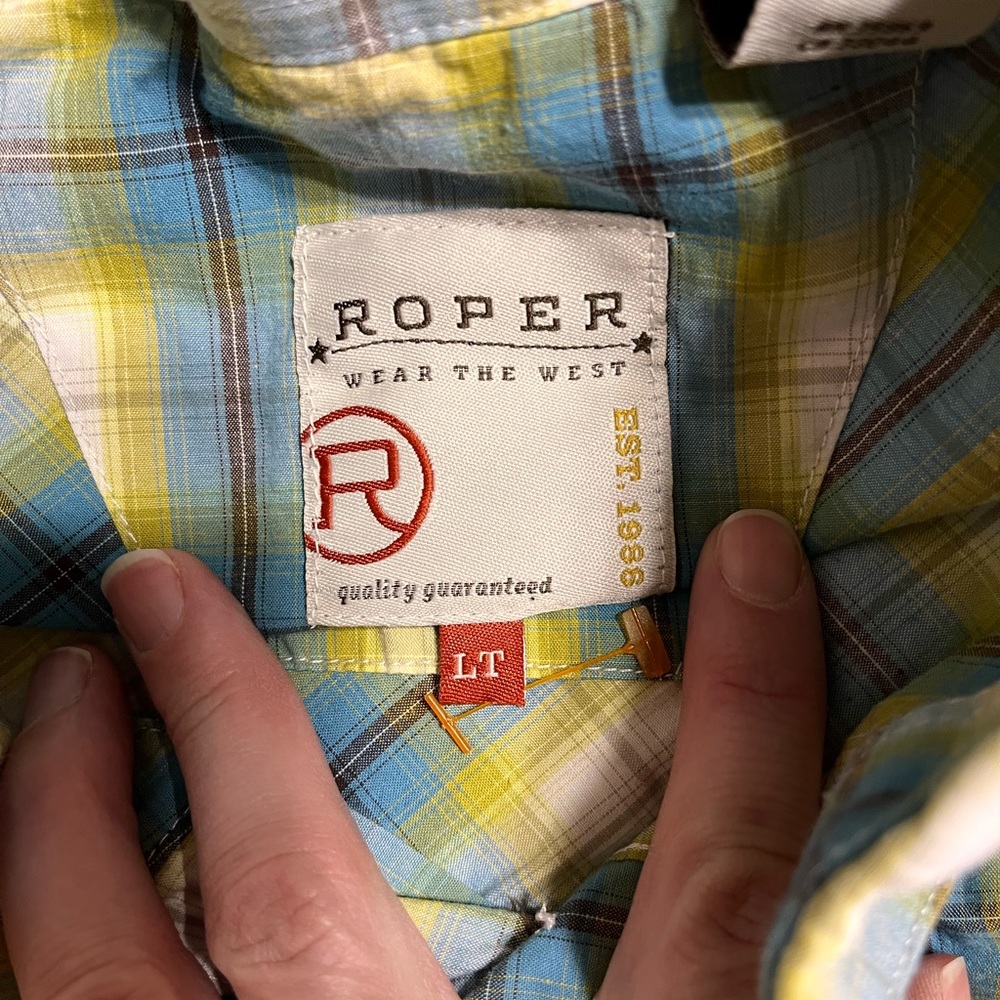 ROPER
WEAR THE WEST
R
EST. 1986
quality guaranteed
LT